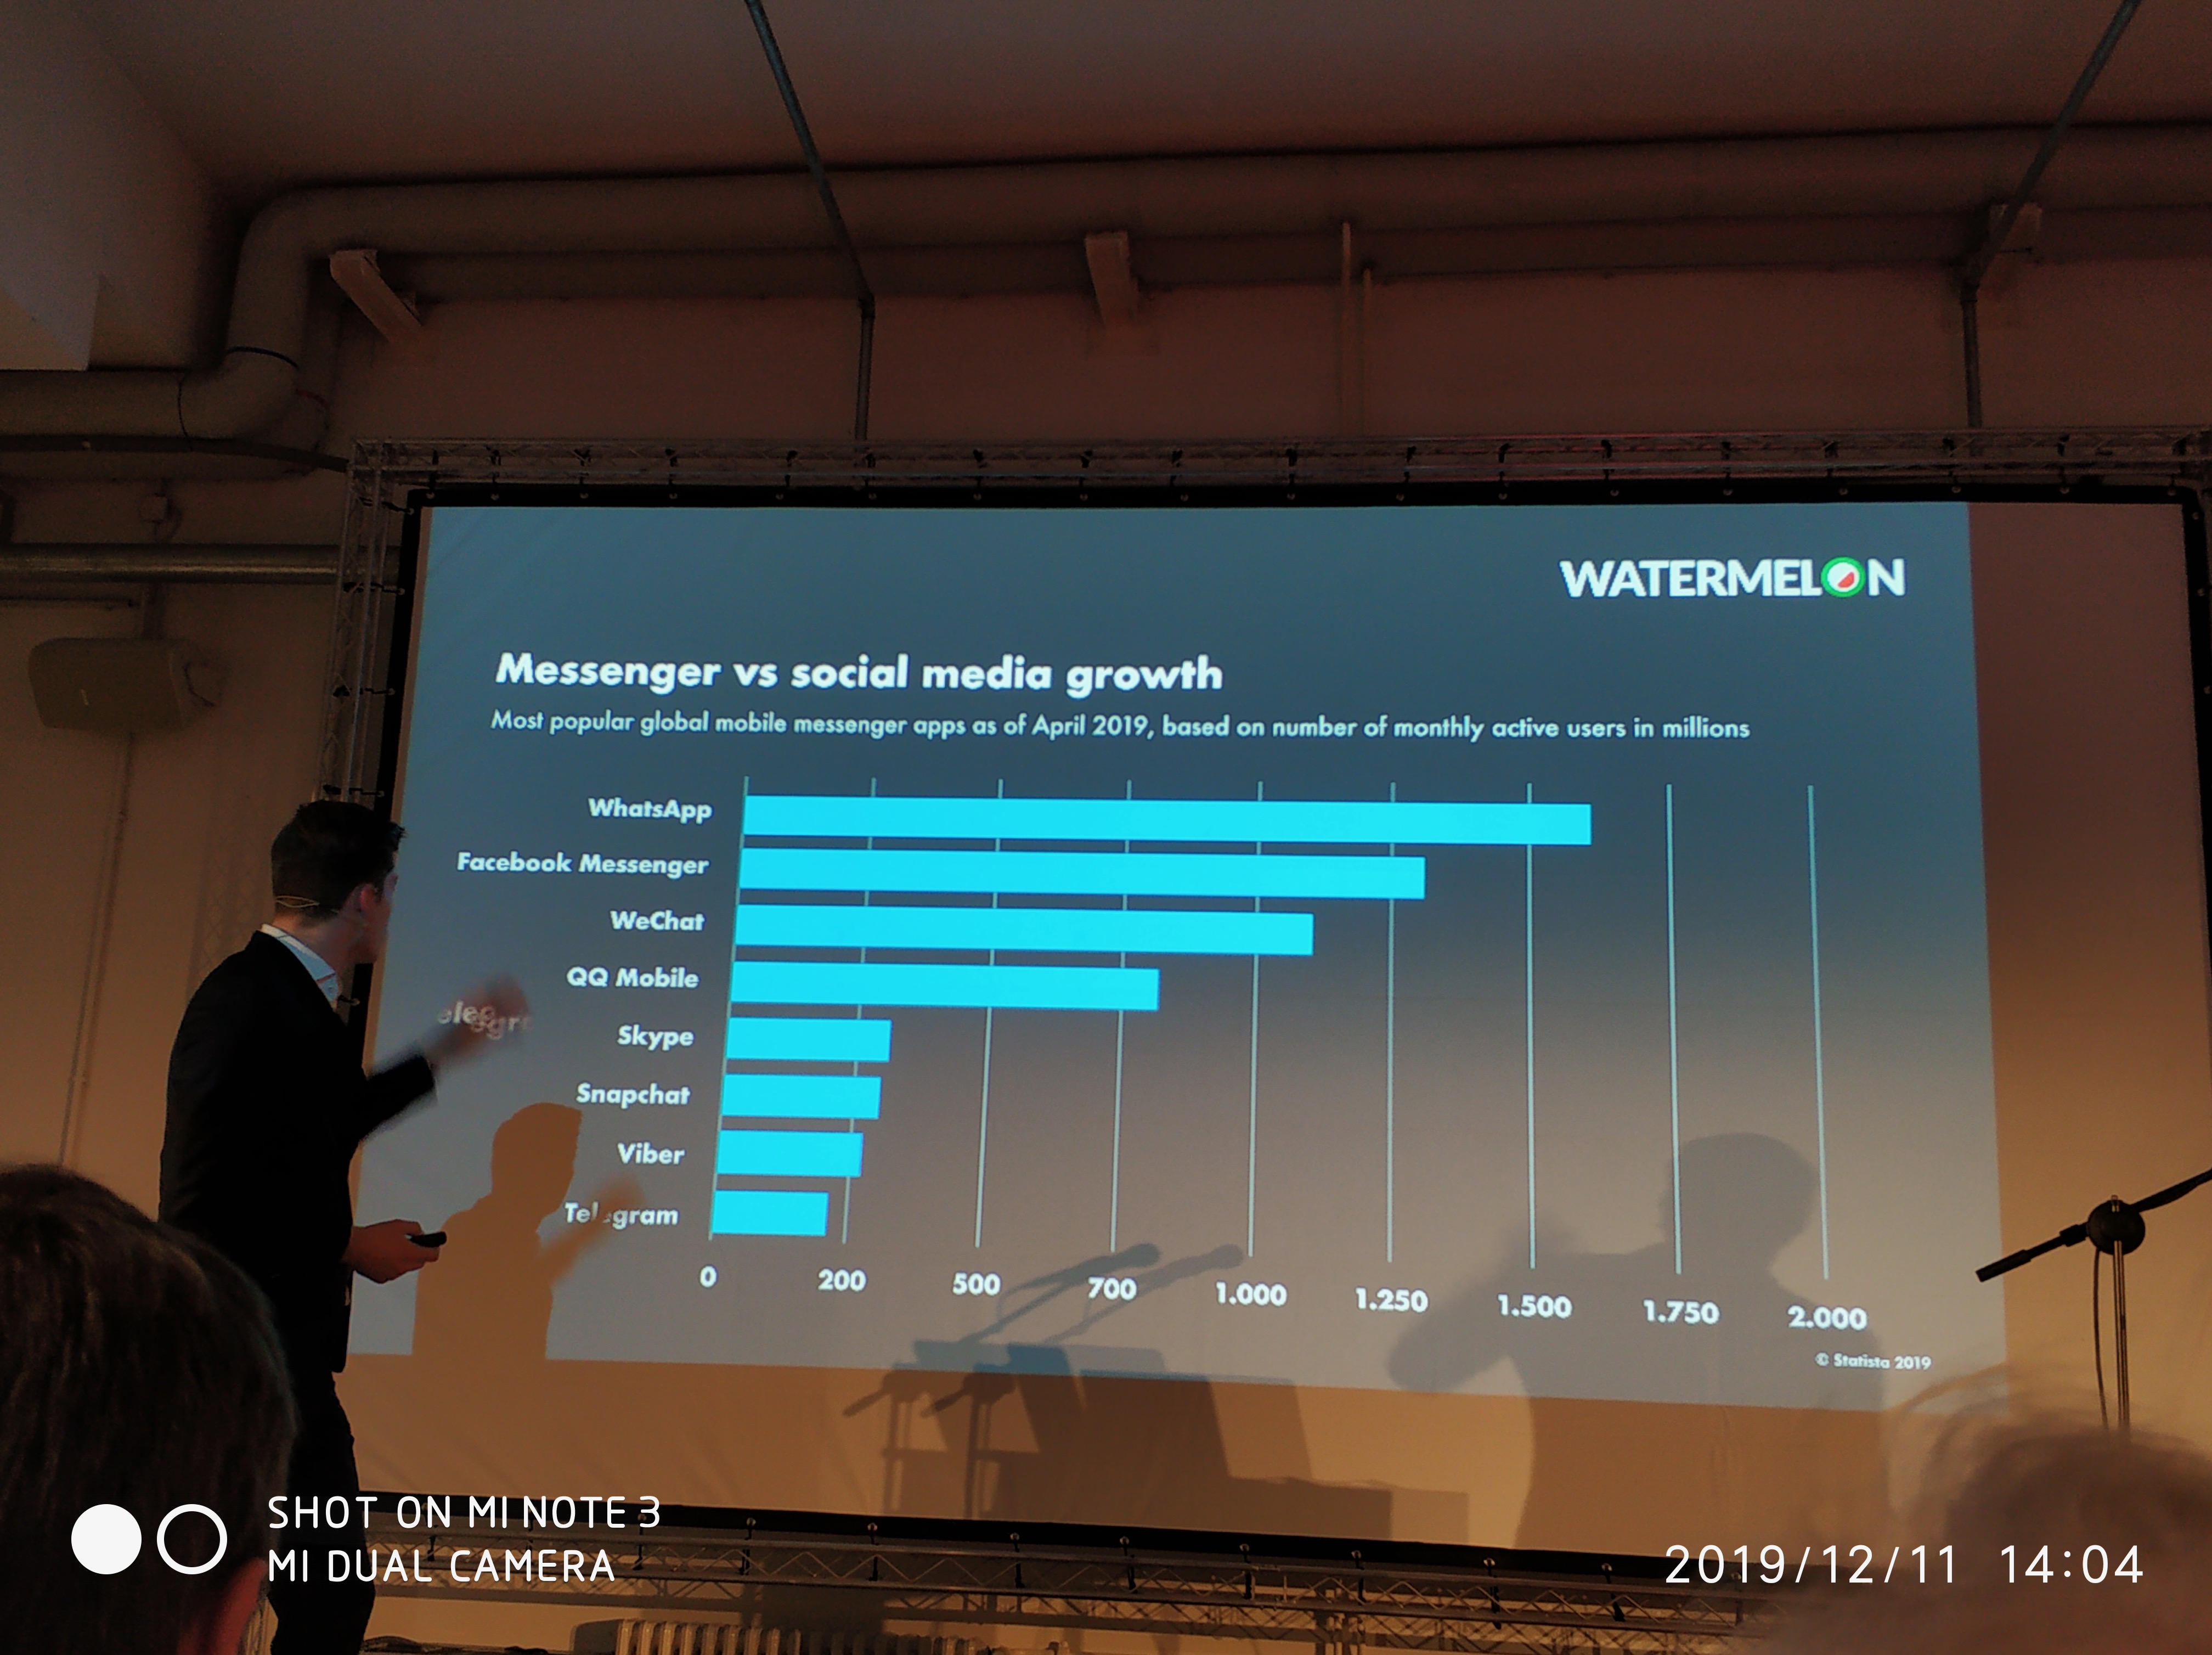 WATERMELON
Messenger vs social media growth
Most popular global mobile messenger apps as of April 2019, based on number of monthly active users in millions
WhatsApp
Facebook Messenger
WeChat
QQ Mobile
Skype
Snapchat
Viber
Telegram
0 200 500 700 1.000 1.250 1.500 1.750 2.000
© Statista 2019
SHOT ON MI NOTE 3
MI DUAL CAMERA
2019/12/11 14:04